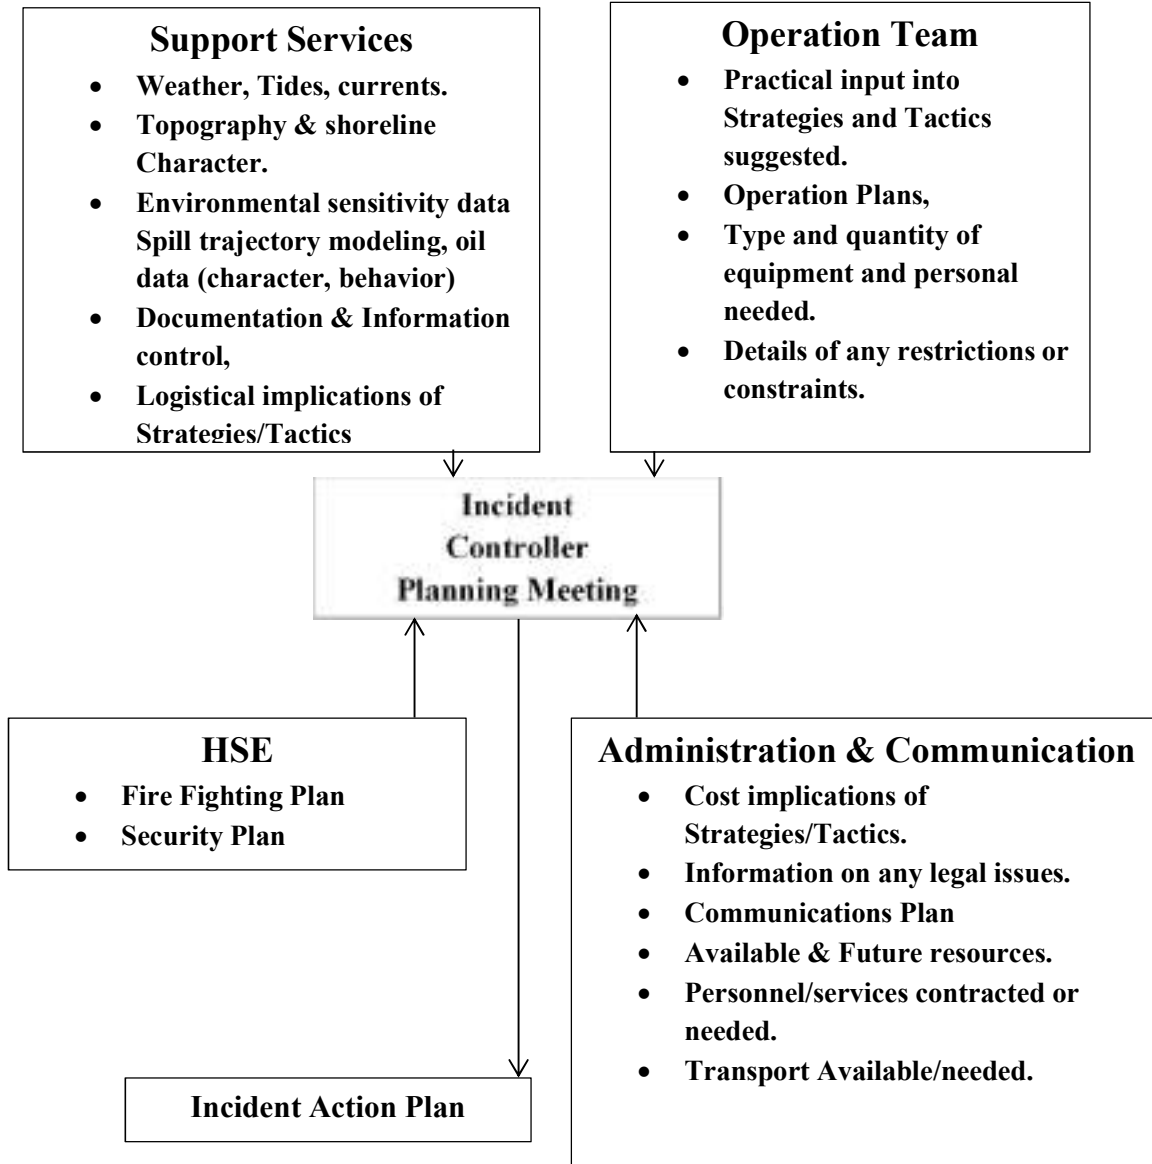 Support Services
• Weather, Tides, currents.
• Topography & shoreline
Character.
• Environmental sensitivity data
Spill trajectory modeling, oil
data (character, behavior)
• Documentation & Information
control,
• Logistical implications of
Strategies/Tactics
Operation Team
• Practical input into
Strategies and Tactics
suggested.
• Operation Plans,
• Type and quantity of
equipment and personal
needed.
• Details of any restrictions or
constraints.
Incident
Controller
Planning Meeting
HSE
• Fire Fighting Plan
• Security Plan
Administration & Communication
• Cost implications of
Strategies/Tactics.
• Information on any legal issues.
• Communications Plan
• Available & Future resources.
• Personnel/services contracted or
needed.
• Transport Available/needed.
Incident Action Plan